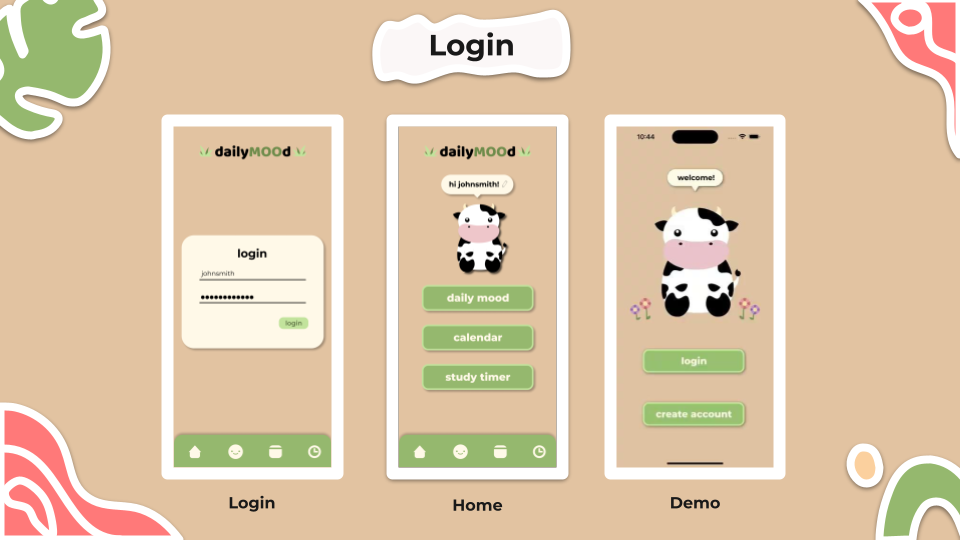 Login
dailyMOOd
login
johnsmith
login
Login
dailyMOOd
hi johnsmith!
daily mood
calendar
study timer
Home
10:44
welcome!
login
create account
Demo